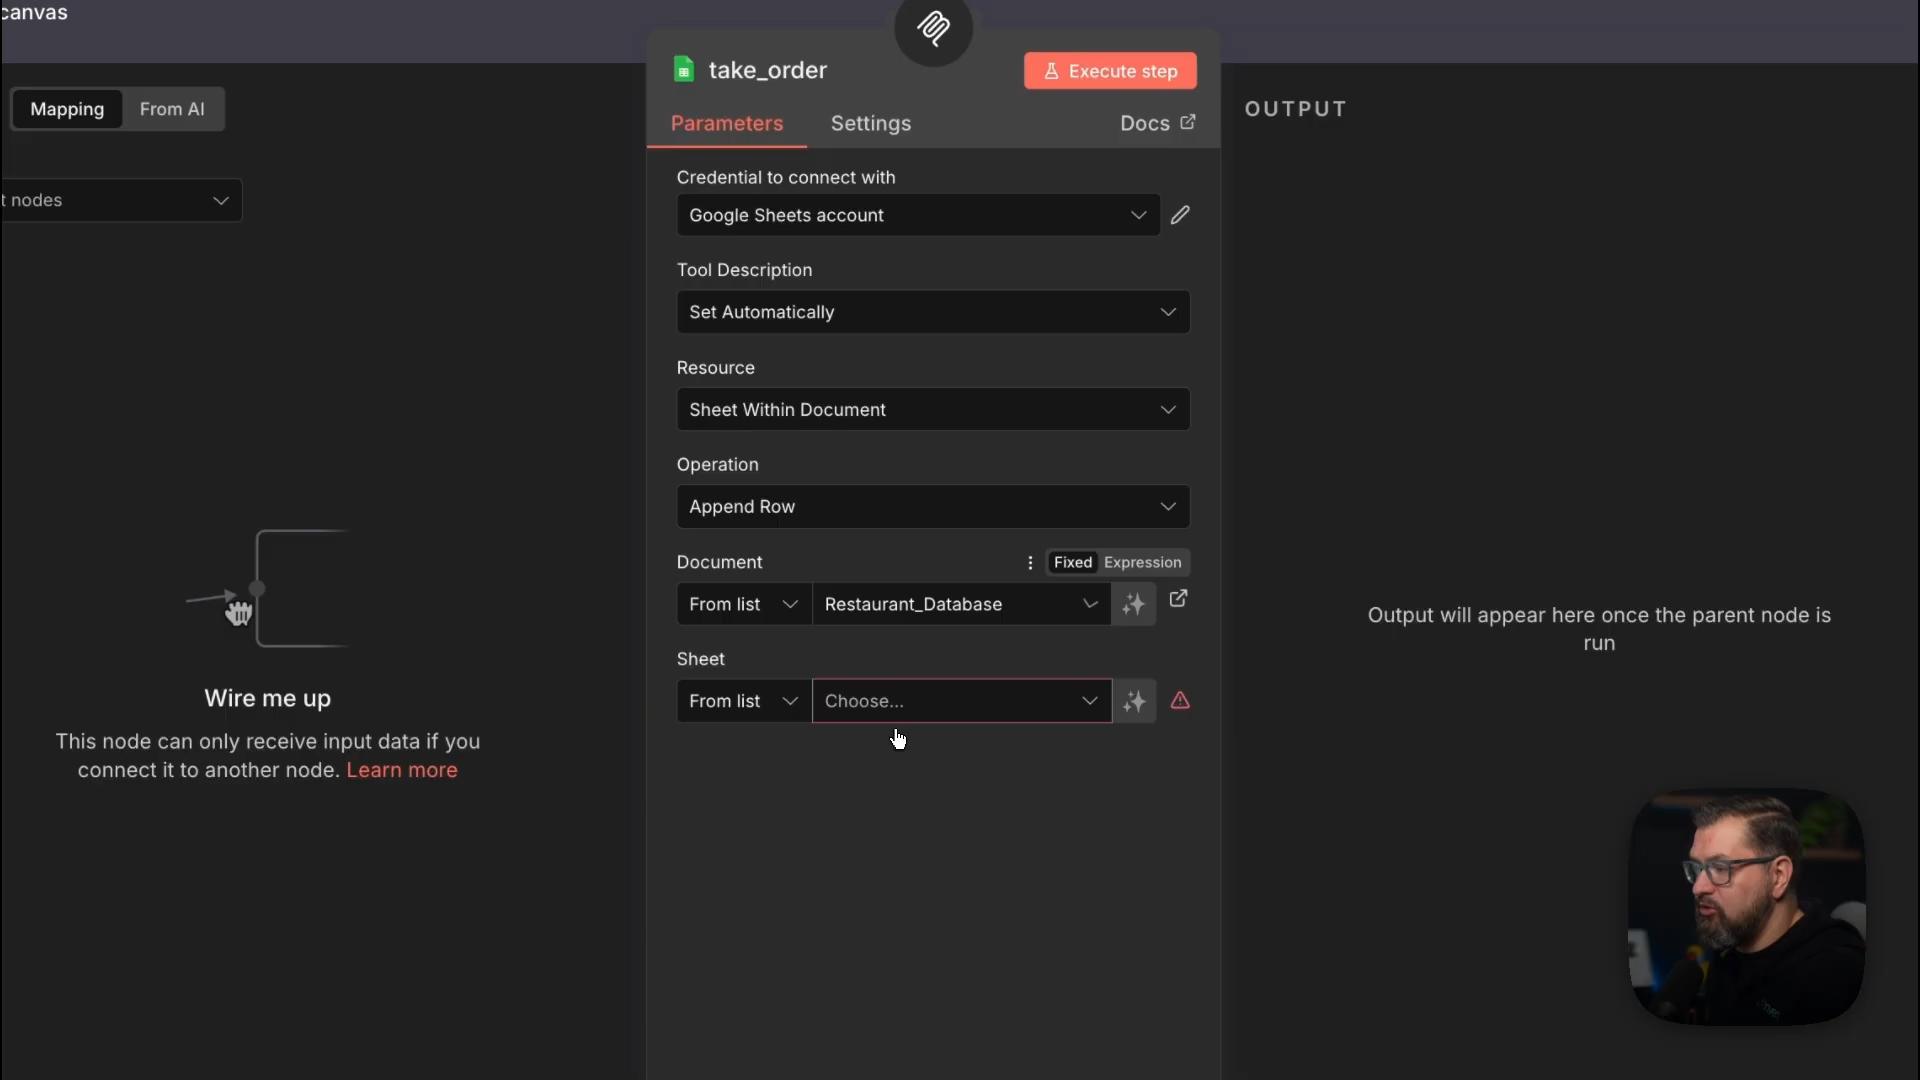 canvas
take_order
Execute step
Mapping
From AI
Parameters
Settings
Docs
OUTPUT
Credential to connect with
t nodes
Google Sheets account
Tool Description
Set Automatically
Resource
Sheet Within Document
Operation
Append Row
Document
Fixed
Expression
From list
Restaurant_Database
Output will appear here once the parent node is
run
Sheet
From list
Choose...
Wire me up
This node can only receive input data if you
connect it to another node. Learn more